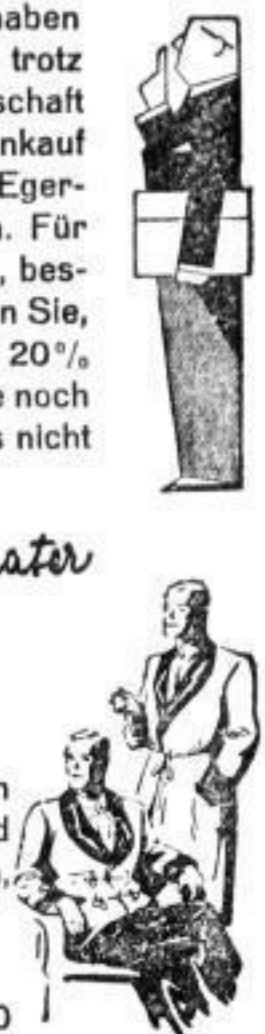 haben
trotz
schaft
nkauf
Eger-
. Für
, bes-
n Sie,
20%
e noch
s nicht
ater
n
d